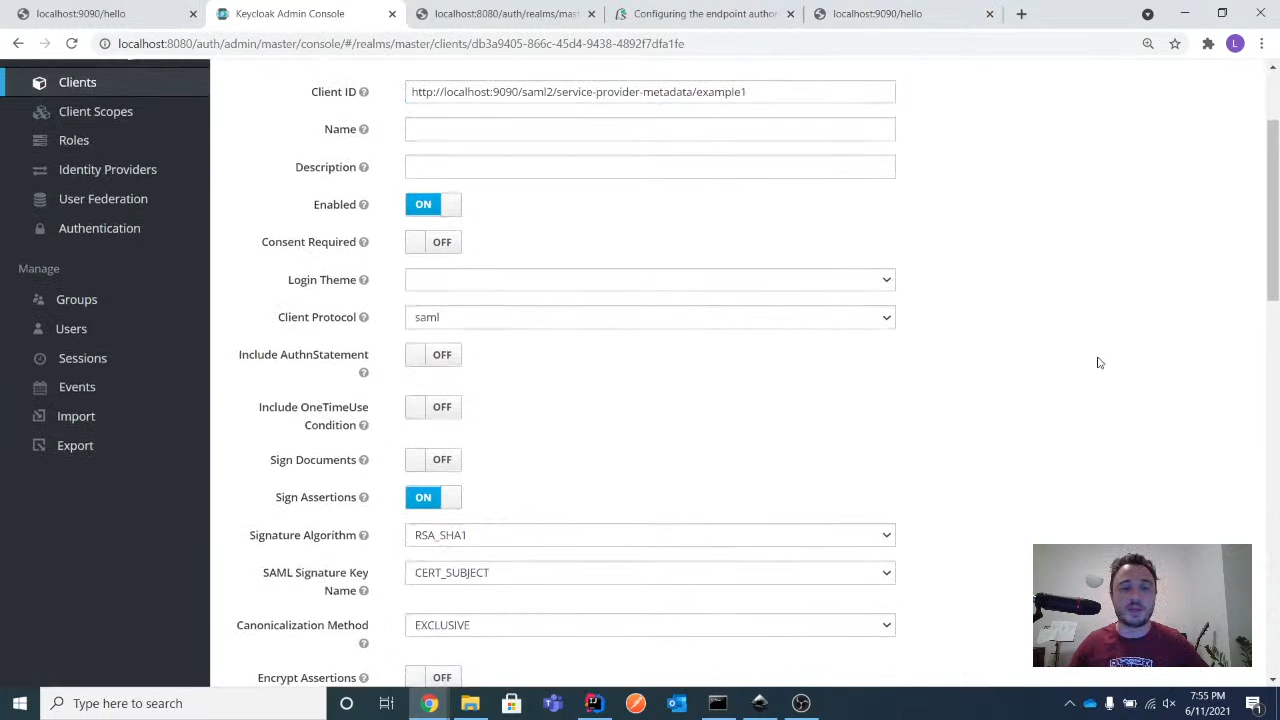 localhost:9090/hello
Keycloak Admin Console
localhost:8080/auth/realms/mast
Configuring the endpoint author
localhost:9090/hello
localhost:8080/auth/admin/master/console/#/realms/master/clients/db3a9405-866c-45d4-9438-4892f7dfa1fe
L
Clients
Client Scopes
Roles
Identity Providers
User Federation
Authentication
Manage
Groups
Users
Sessions
Events
Import
Export
Client ID
http://localhost:9090/saml2/service-provider-metadata/example1
Name
Description
Enabled
ON
Consent Required
OFF
Login Theme
Client Protocol
saml
Include AuthnStatement
OFF
Include OneTimeUse
Condition
OFF
Sign Documents
OFF
Sign Assertions
ON
Signature Algorithm
RSA_SHA1
SAML Signature Key
Name
CERT_SUBJECT
Canonicalization Method
EXCLUSIVE
Encrypt Assertions
OFF
Type here to search
7:55 PM
6/11/2021